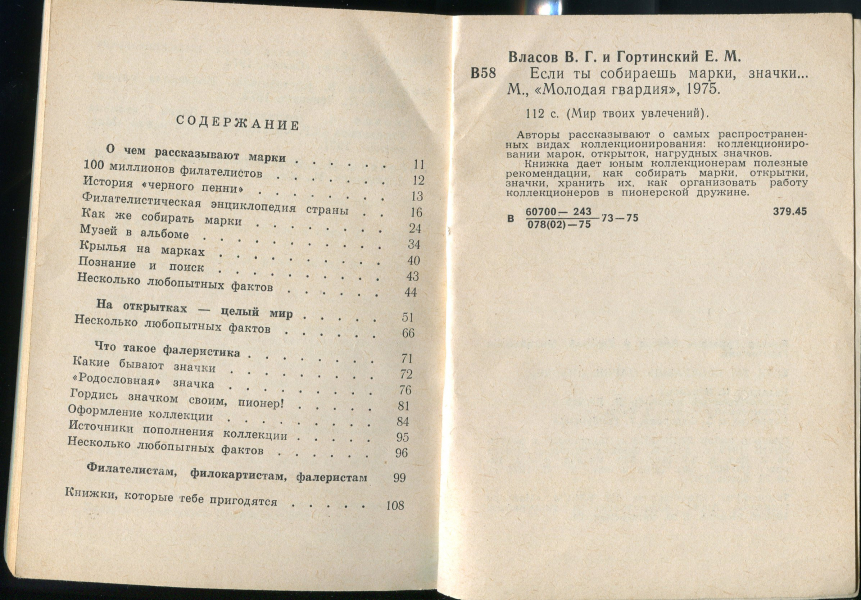 СОДЕРЖАНИЕ
О чем рассказывают марки . . . . . . 11
100 миллионов филателистов . . . . . . 12
История «черного пенни» . . . . . . 13
Филателистическая энциклопедия страны . . 16
Как же собирать марки . . . . . . . 24
Музей в альбоме . . . . . . . . 34
Крылья на марках . . . . . . . . 40
Познание и поиск . . . . . . . . 43
Несколько любопытных фактов . . . . . 44
На открытках — целый мир . . . . . 51
Несколько любопытных фактов . . . . . 66
Что такое фалеристика . . . . . . 71
Какие бывают значки . . . . . . . 72
«Родословная» значка . . . . . . . 76
Гордись значком своим, пионер! . . . . . 81
Оформление коллекции . . . . . . . 84
Источники пополнения коллекции . . . . . 95
Несколько любопытных фактов . . . . . 96
Филателистам, филокартистам, фалеристам 99
Книжки, которые тебе пригодятся . . . . . 108
Власов В. Г. и Гортинский Е. М.
В58 Если ты собираешь марки, значки...
М., «Молодая гвардия», 1975.
112 с. (Мир твоих увлечений).
Авторы рассказывают о самых распространен-
ных видах коллекционирования: коллекциониро-
вании марок, открыток, нагрудных значков.
Книжка дает юным коллекционерам полезные
рекомендации, как собирать марки, открытки,
значки, хранить их, как организовать работу
коллекционеров в пионерской дружине.
В 60700—243 73—75 379.45
078(02)—75